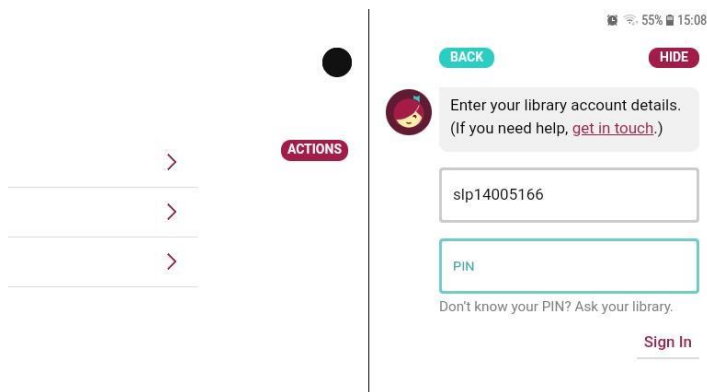 ACTIONS
55% 15:08
BACK
HIDE
Enter your library account details.
(If you need help, get in touch.)
slp14005166
PIN
Don't know your PIN? Ask your library.
Sign In